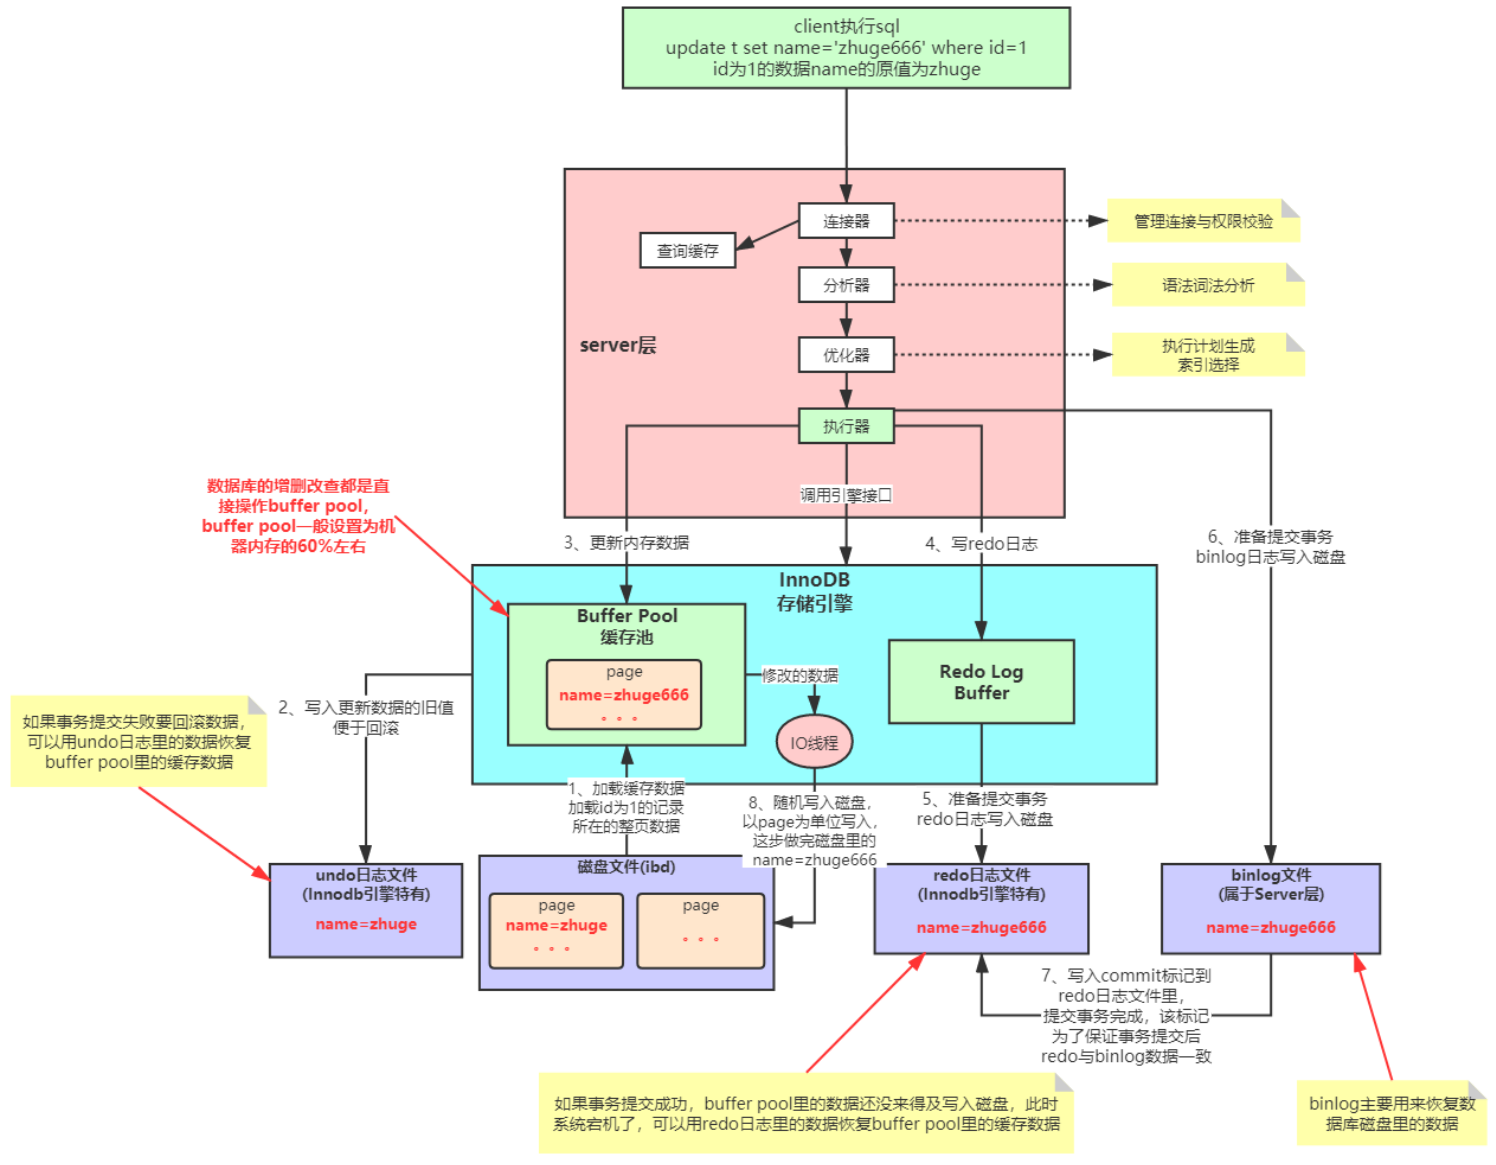 client执行sql
update t set name='zhuge666' where id=1
id为1的数据name的原值为zhuge
连接器
管理连接与权限校验
查询缓存
分析器
语法词法分析
server层
优化器
执行计划生成
索引选择
执行器
数据库的增删改查都是直
接操作buffer pool，
buffer pool一般设置为机
器内存的60%左右
调用引擎接口
3、更新内存数据
4、写redo日志
6、准备提交事务
binlog日志写入磁盘
InnoDB
存储引擎
Buffer Pool
缓存池
page
name=zhuge666
。。。
修改的数据
Redo Log
Buffer
IO线程
2、写入更新数据的旧值
便于回滚
如果事务提交失败要回滚数据，
可以用undo日志里的数据恢复
buffer pool里的缓存数据
1、加载缓存数据
加载id为1的记录
所在的整页数据
8、随机写入磁盘，
以page为单位写入，
这步做完磁盘里的
name=zhuge666
5、准备提交事务
redo日志写入磁盘
undo日志文件
(Innodb引擎特有)
name=zhuge
磁盘文件(ibd)
page
name=zhuge
。。。
page
。。。
redo日志文件
(Innodb引擎特有)
name=zhuge666
binlog文件
(属于Server层)
name=zhuge666
7、写入commit标记到
redo日志文件里，
提交事务完成，该标记
为了保证事务提交后
redo与binlog数据一致
如果事务提交成功，buffer pool里的数据还没来得及写入磁盘，此时
系统宕机了，可以用redo日志里的数据恢复buffer pool里的缓存数据
binlog主要用来恢复数
据库磁盘里的数据